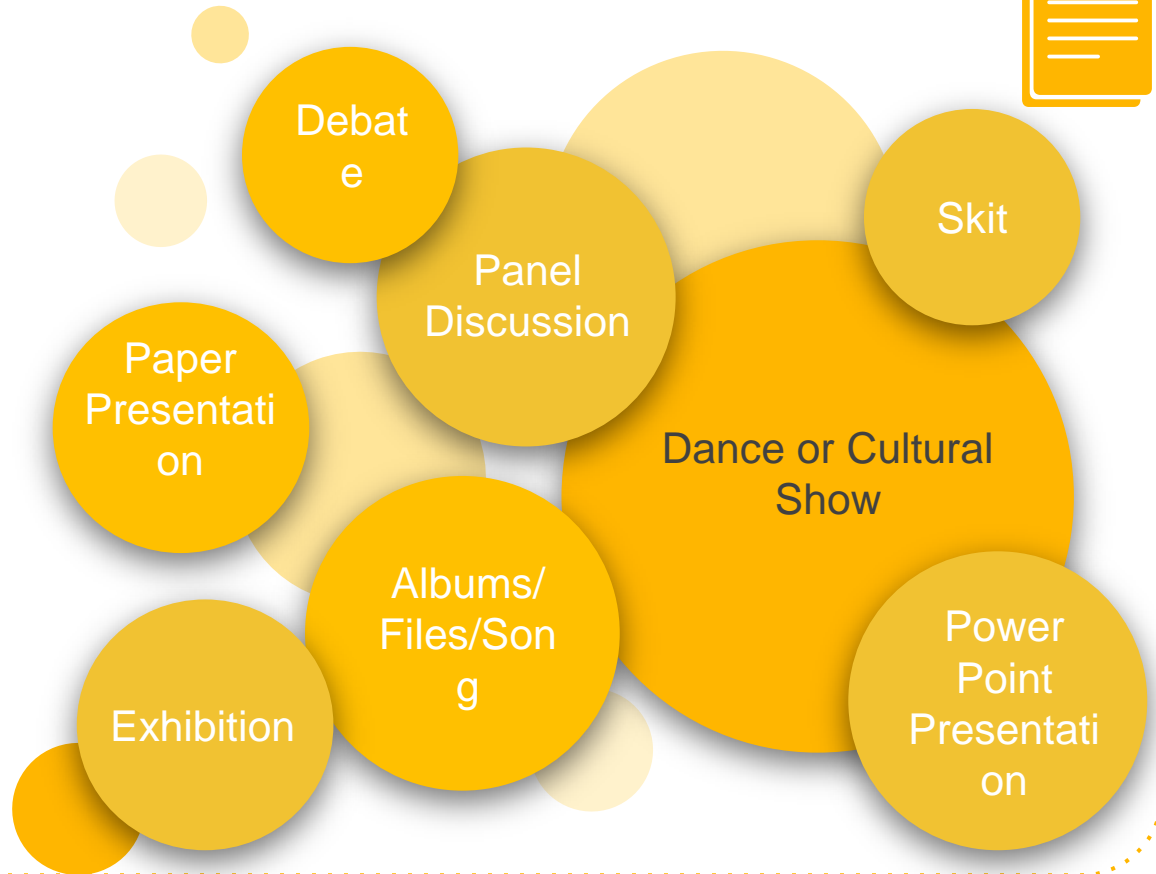 Debat
e
Panel
Discussion
Skit
Paper
Presentati
on
Dance or Cultural
Show
Albums/
Files/Son
g
Power
Point
Presentati
on
Exhibition